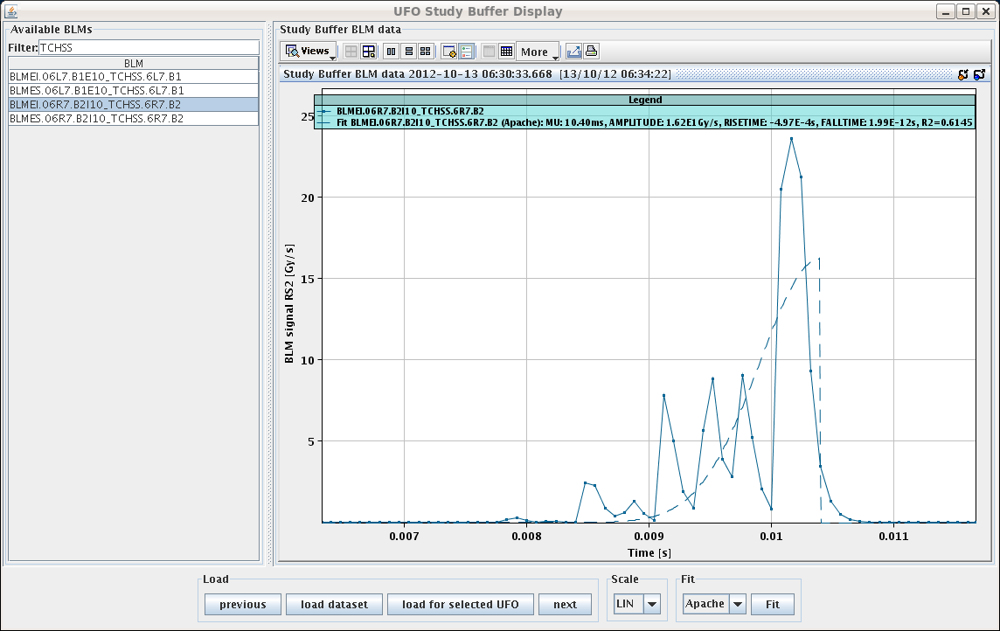 UFO Study Buffer Display
Available BLMs
Filter: TCHSS
BLM
BLMEI.06L7.B1E10_TCHSS.6L7.B1
BLMES.06L7.B1E10_TCHSS.6L7.B1
BLMEI.06R7.B2I10_TCHSS.6R7.B2
BLMES.06R7.B2I10_TCHSS.6R7.B2
Study Buffer BLM data
Views
More
Study Buffer BLM data 2012-10-13 06:30:33.668 [13/10/12 06:34:22]
Legend
BLMEI.06R7.B2I10_TCHSS.6R7.B2
Fit BLMEI.06R7.B2I10_TCHSS.6R7.B2 (Apache): MU: 10.40ms, AMPLITUDE: 1.62E1Gy/s, RISETIME: -4.97E-4s, FALLTIME: 1.99E-12s, R2=0.6145
25
20
15
10
5
BLM signal RS2 [Gy/s]
0.007 0.008 0.009 0.01 0.011
Time [s]
Load
previous load dataset load for selected UFO next
Scale
LIN
Fit
Apache Fit